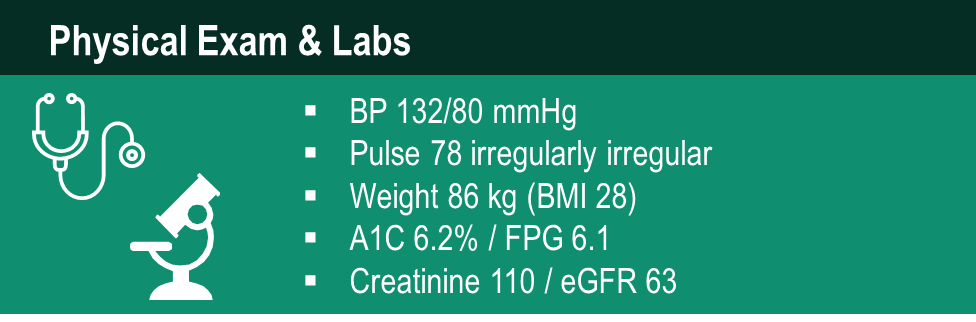 Physical Exam & Labs
▪ BP 132/80 mmHg
▪ Pulse 78 irregularly irregular
▪ Weight 86 kg (BMI 28)
▪ A1C 6.2% / FPG 6.1
▪ Creatinine 110 / eGFR 63